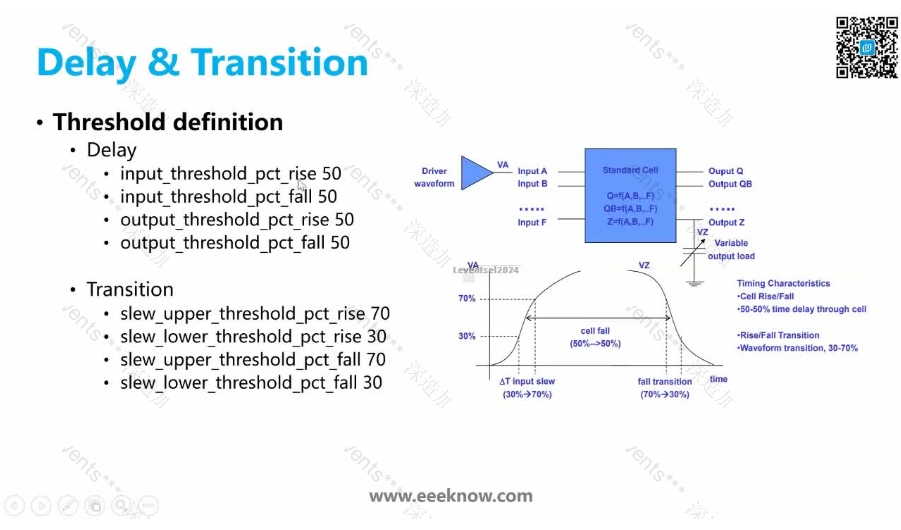 Delay & Transition
• Threshold definition
• Delay
• input_threshold_pct_rise 50
• input_threshold_pct_fall 50
• output_threshold_pct_rise 50
• output_threshold_pct_fall 50
• Transition
• slew_upper_threshold_pct_rise 70
• slew_lower_threshold_pct_rise 30
• slew_upper_threshold_pct_fall 70
• slew_lower_threshold_pct_fall 30
Driver
waveform
VA
Input A
Input B
Input F
Standard Cell
Q=f(A,B,..F)
QB=f(A,B,..F)
Z=f(A,B,..F)
Ouput Q
Output QB
Output Z
VZ
Variable
output load
VA
VZ
Leventsel2024
70%
30%
cell fall
(50%-->50%)
ΔT input slew
(30%→70%)
fall transition
(70%→30%)
time
Timing Characteristics
•Cell Rise/Fall
•50-50% time delay through cell
•Rise/Fall Transition
•Waveform transition, 30-70%
www.eeeknow.com